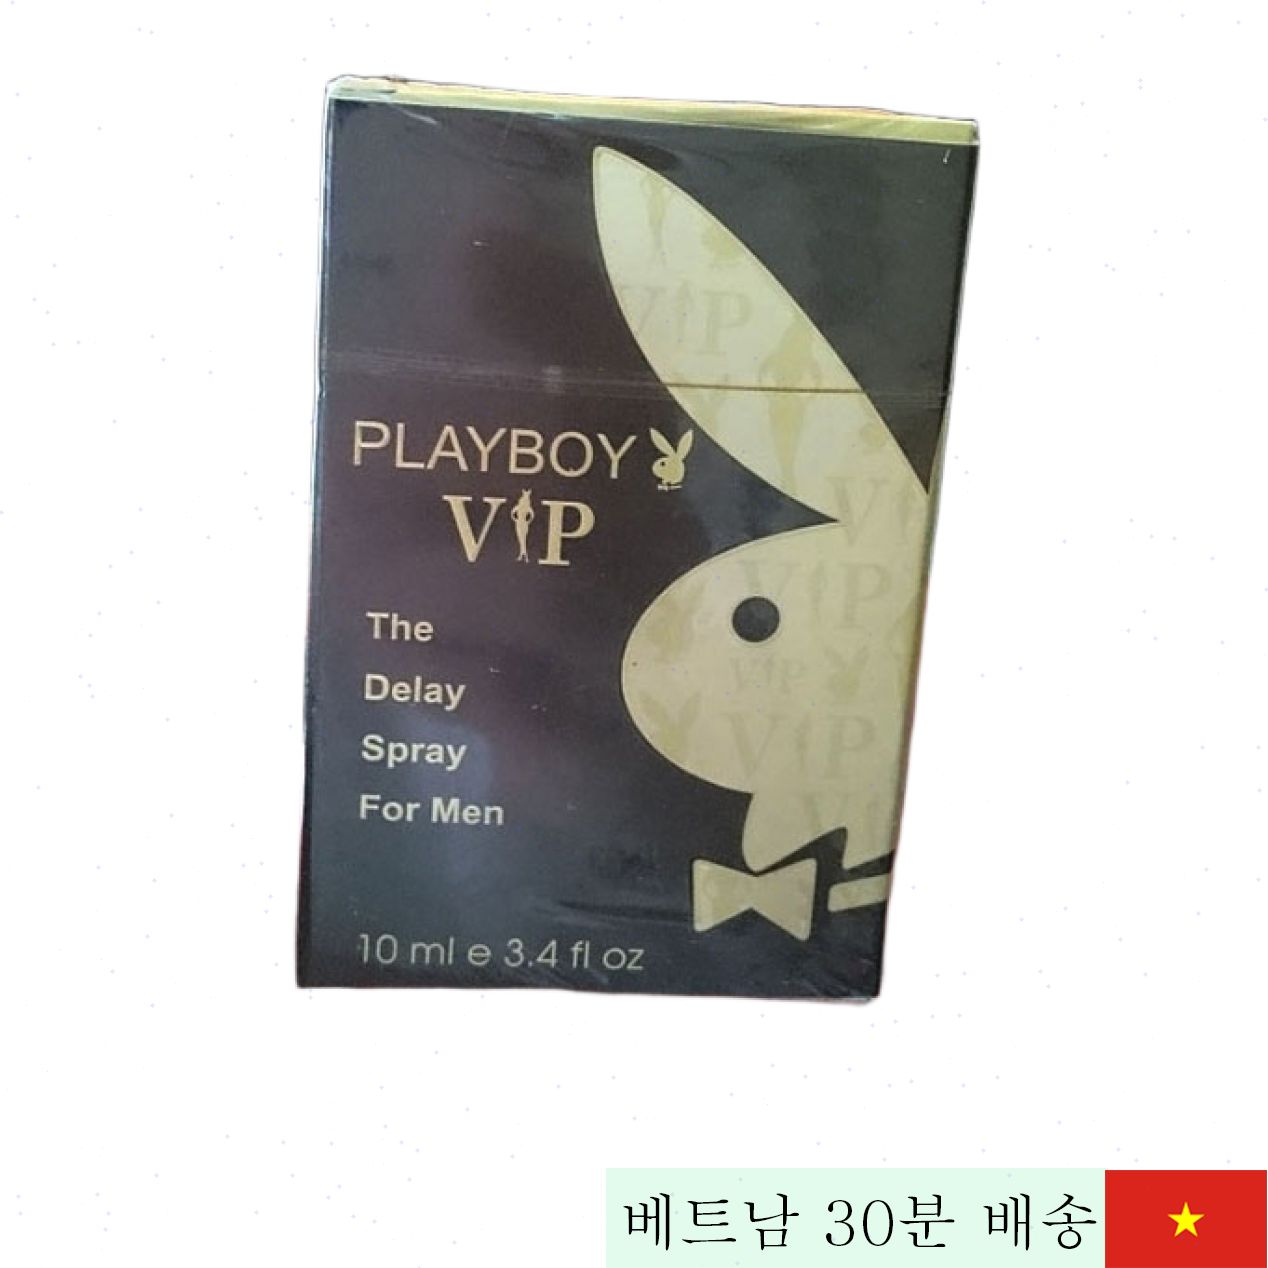 PLAYBOY
VIP
The
Delay
Spray
For Men
10 ml e 3.4 fl oz
베트남 30분 배송